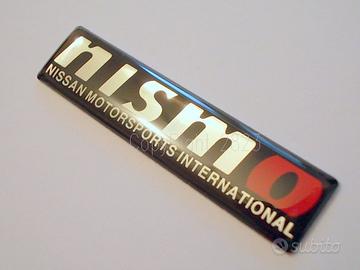 nismo
NISSAN MOTORSPORTS INTERNATIONAL
subito